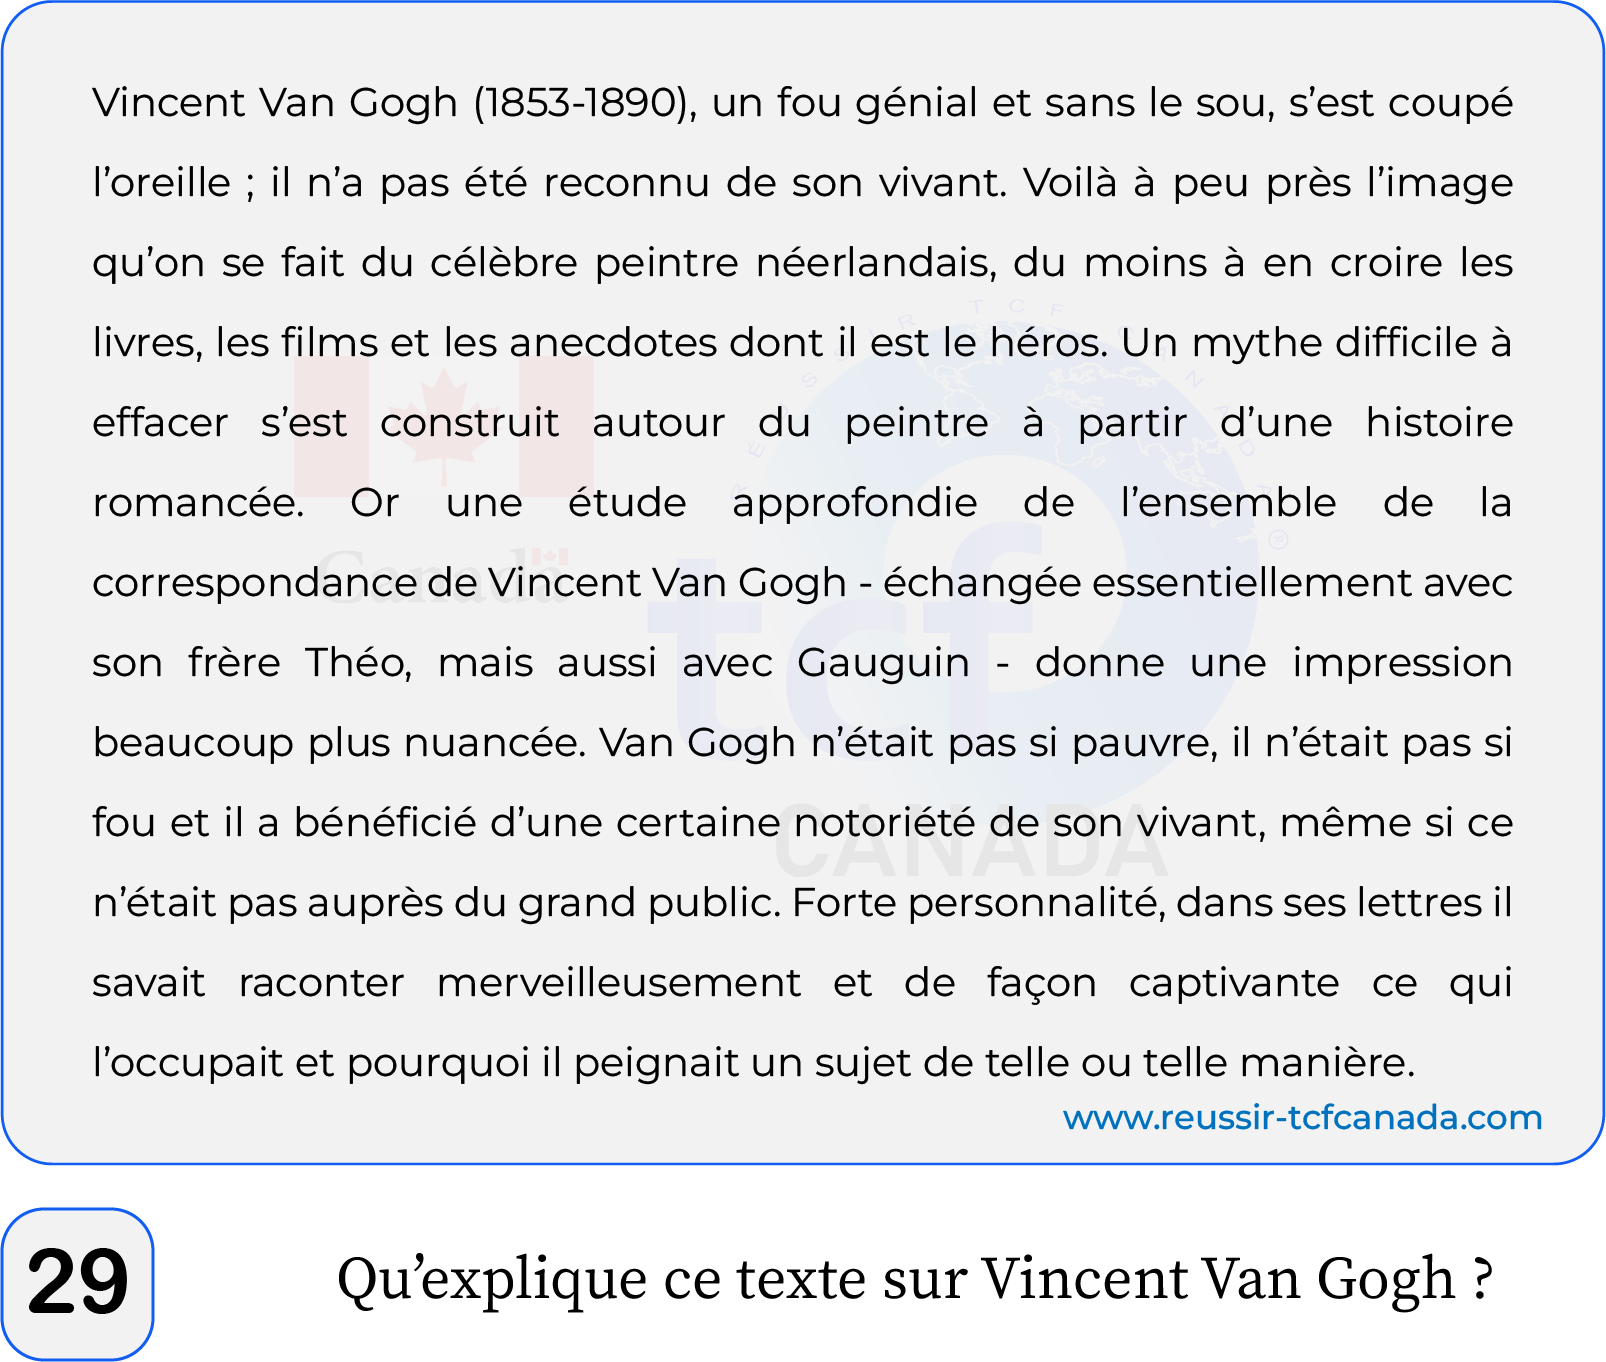 Vincent Van Gogh (1853-1890), un fou génial et sans le sou, s’est coupé
l’oreille ; il n’a pas été reconnu de son vivant. Voilà à peu près l’image
qu’on se fait du célèbre peintre néerlandais, du moins à en croire les
livres, les films et les anecdotes dont il est le héros. Un mythe difficile à
effacer s’est construit autour du peintre à partir d’une histoire
romancée. Or une étude approfondie de l’ensemble de la
correspondance de Vincent Van Gogh - échangée essentiellement avec
son frère Théo, mais aussi avec Gauguin - donne une impression
beaucoup plus nuancée. Van Gogh n’était pas si pauvre, il n’était pas si
fou et il a bénéficié d’une certaine notoriété de son vivant, même si ce
n’était pas auprès du grand public. Forte personnalité, dans ses lettres il
savait raconter merveilleusement et de façon captivante ce qui
l’occupait et pourquoi il peignait un sujet de telle ou telle manière.
www.reussir-tcfcanada.com
RÉUSSIR TCF CANADA ®
Canada
tcf
CANADA
29 Qu’explique ce texte sur Vincent Van Gogh ?